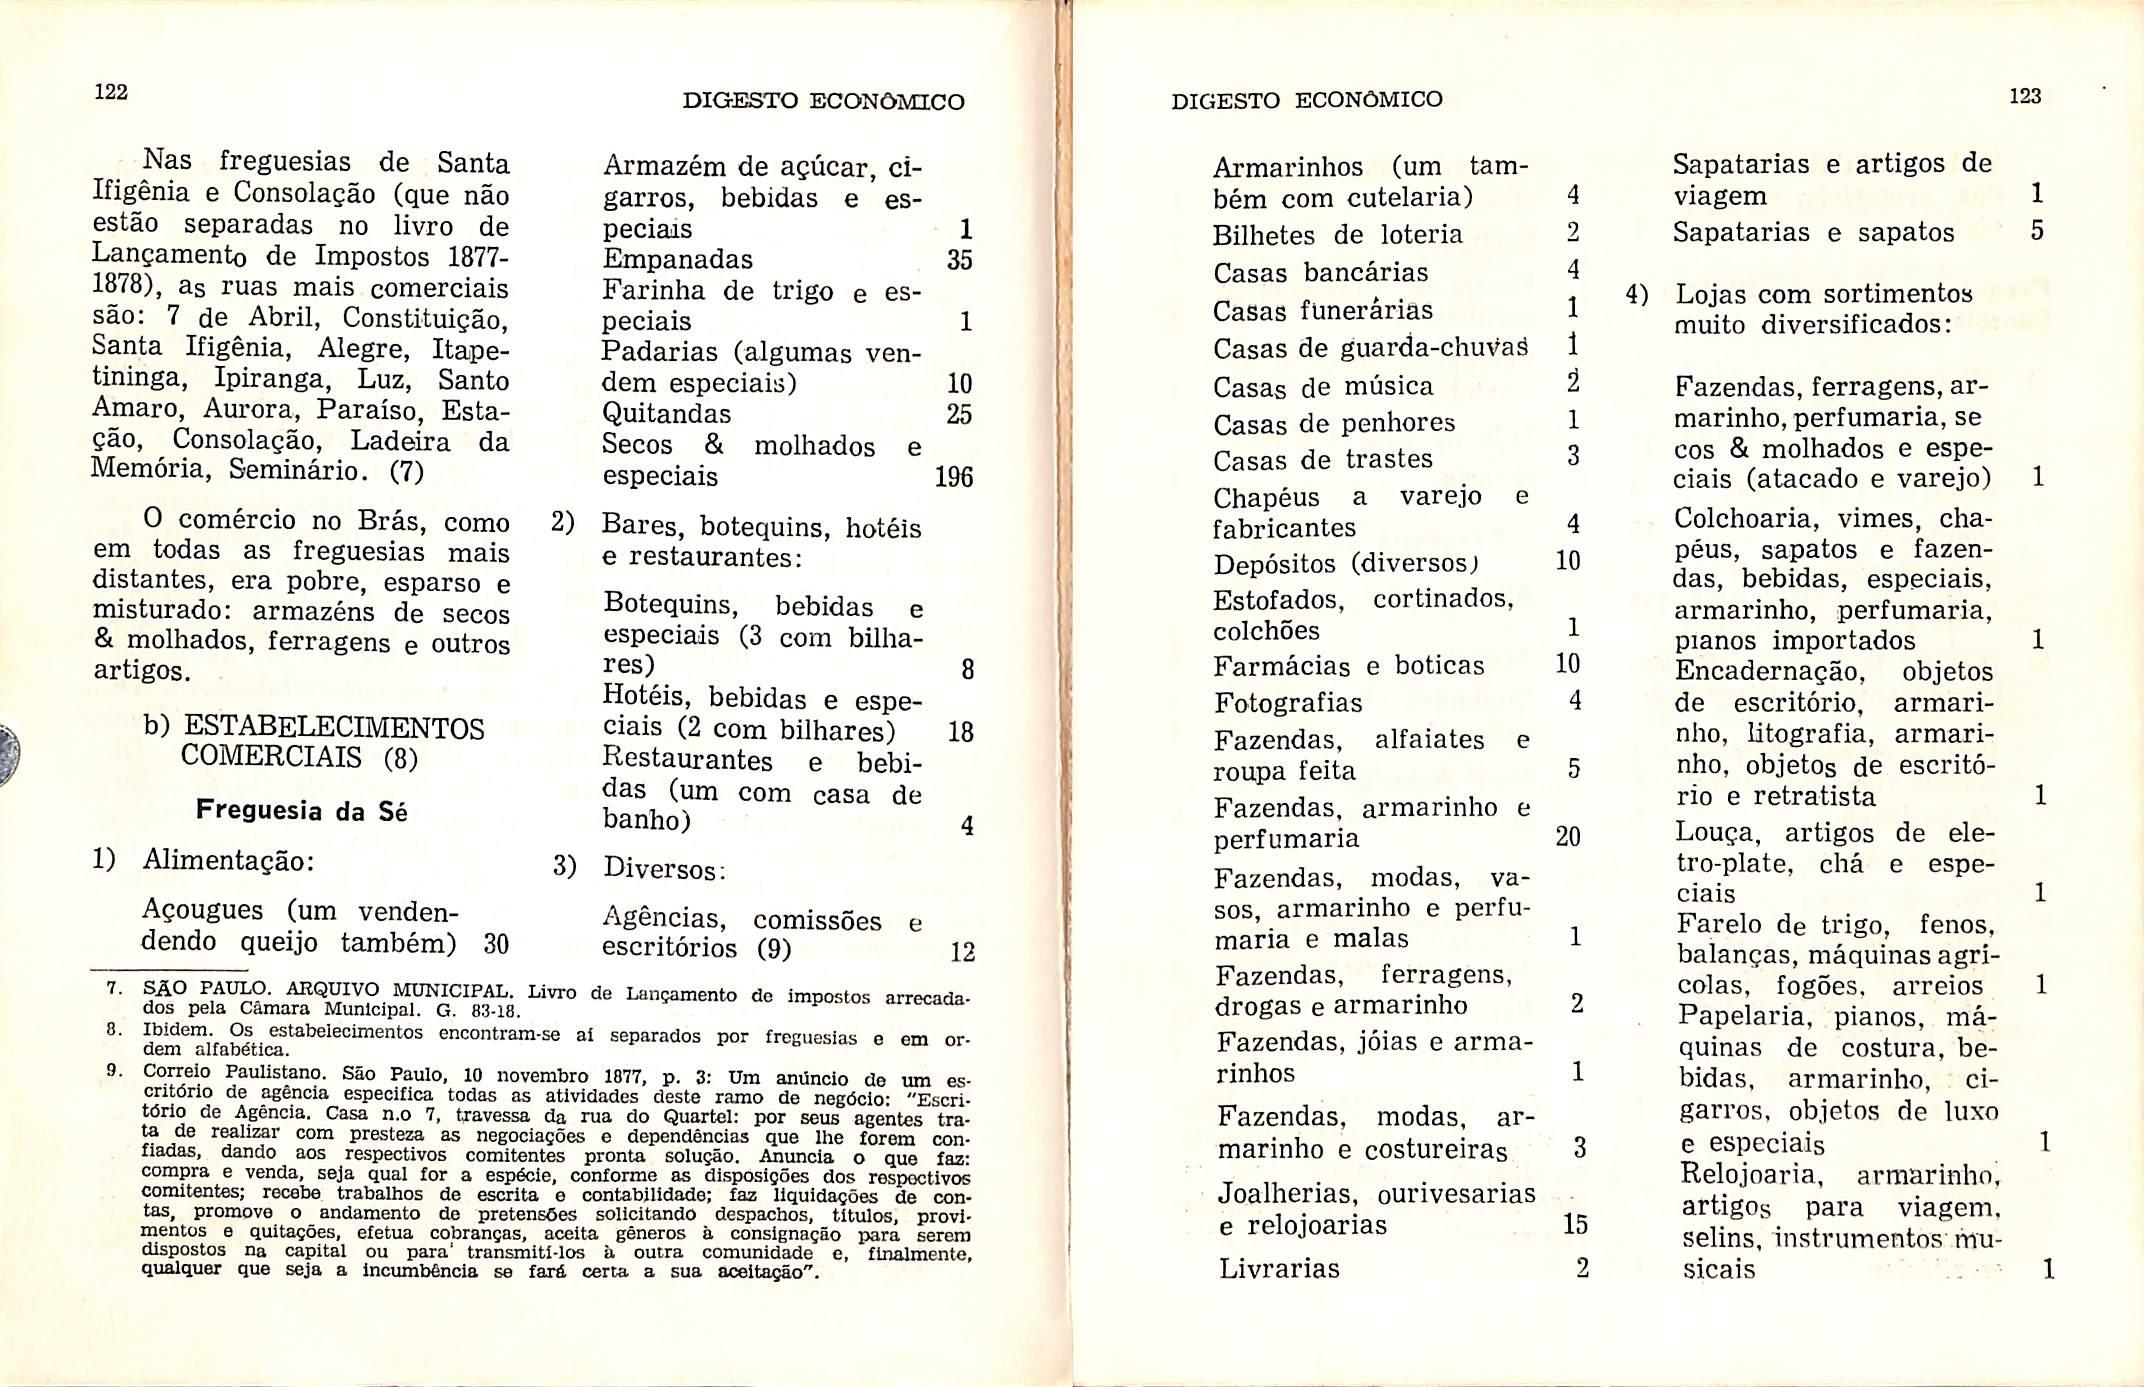 122
DIGESTO ECONÔMICO
Nas freguesias de Santa
Ifigênia e Consolação (que não
estão separadas no livro de
Lançamento de Impostos 1877-
1878), as ruas mais comerciais
são: 7 de Abril, Constituição,
Santa Ifigênia, Alegre, Itape-
tininga, Ipiranga, Luz, Santo
Amaro, Aurora, Paraíso, Esta-
ção, Consolação, Ladeira da
Memória, Seminário. (7)
O comércio no Brás, como
em todas as freguesias mais
distantes, era pobre, esparso e
misturado: armazéns de secos
& molhados, ferragens e outros
artigos.
b) ESTABELECIMENTOS
COMERCIAIS (8)
Freguesia da Sé
1) Alimentação:
Açougues (um venden-
dendo queijo também) 30
Armazém de açúcar, ci-
garros, bebidas e es-
peciais 1
Empanadas 35
Farinha de trigo e es-
peciais 1
Padarias (algumas ven-
dem especiais) 10
Quitandas 25
Secos & molhados e
especiais 196
2) Bares, botequins, hotéis
e restaurantes:
Botequins, bebidas e
especiais (3 com bilha-
res) 8
Hotéis, bebidas e espe-
ciais (2 com bilhares) 18
Restaurantes e bebi-
das (um com casa de
banho) 4
3) Diversos:
Agências, comissões e
escritórios (9) 12
7. SÃO PAULO. ARQUIVO MUNICIPAL. Livro de Lançamento de impostos arrecada-
dos pela Câmara Municipal. G. 83-18.
8. Ibidem. Os estabelecimentos encontram-se aí separados por freguesias e em or-
dem alfabética.
9. Correio Paulistano. São Paulo, 10 novembro 1877, p. 3: Um anúncio de um es-
critório de agência especifica todas as atividades deste ramo de negócio: "Escri-
tório de Agência. Casa n.o 7, travessa da rua do Quartel: por seus agentes tra-
ta de realizar com presteza as negociações e dependências que lhe forem con-
fiadas, dando aos respectivos comitentes pronta solução. Anuncia o que faz:
compra e venda, seja qual for a espécie, conforme as disposições dos respectivos
comitentes; recebe trabalhos de escrita e contabilidade; faz liquidações de con-
tas, promove o andamento de pretensões solicitando despachos, títulos, provi-
mentos e quitações, efetua cobranças, aceita gêneros à consignação para serem
dispostos na capital ou para' transmití-los à outra comunidade e, finalmente,
qualquer que seja a incumbência se fará certa a sua aceitação".
DIGESTO ECONÔMICO
123
Armarinhos (um tam-
bém com cutelaria) 4
Bilhetes de loteria 2
Casas bancárias 4
Casas funerárias 1
Casas de guarda-chuvas 1
Casas de música 2
Casas de penhores 1
Casas de trastes 3
Chapéus a varejo e
fabricantes 4
Depósitos (diversos) 10
Estofados, cortinados,
colchões 1
Farmácias e boticas 10
Fotografias 4
Fazendas, alfaiates e
roupa feita 5
Fazendas, armarinho e
perfumaria 20
Fazendas, modas, va-
sos, armarinho e perfu-
maria e malas 1
Fazendas, ferragens,
drogas e armarinho 2
Fazendas, jóias e arma-
rinhos 1
Fazendas, modas, ar-
marinho e costureiras 3
Joalherias, ourivesarias
e relojoarias 15
Livrarias 2
Sapatarias e artigos de
viagem 1
Sapatarias e sapatos 5
4) Lojas com sortimentos
muito diversificados:
Fazendas, ferragens, ar-
marinho, perfumaria, se
cos & molhados e espe-
ciais (atacado e varejo) 1
Colchoaria, vimes, cha-
péus, sapatos e fazen-
das, bebidas, especiais,
armarinho, perfumaria,
pianos importados 1
Encadernação, objetos
de escritório, armari-
nho, litografia, armari-
nho, objetos de escritó-
rio e retratista 1
Louça, artigos de ele-
tro-plate, chá e espe-
ciais 1
Farelo de trigo, fenos,
balanças, máquinas agrí-
colas, fogões, arreios 1
Papelaria, pianos, má-
quinas de costura, be-
bidas, armarinho, ci-
garros, objetos de luxo
e especiais 1
Relojoaria, armarinho,
artigos para viagem,
selins, instrumentos mu-
sicais 1